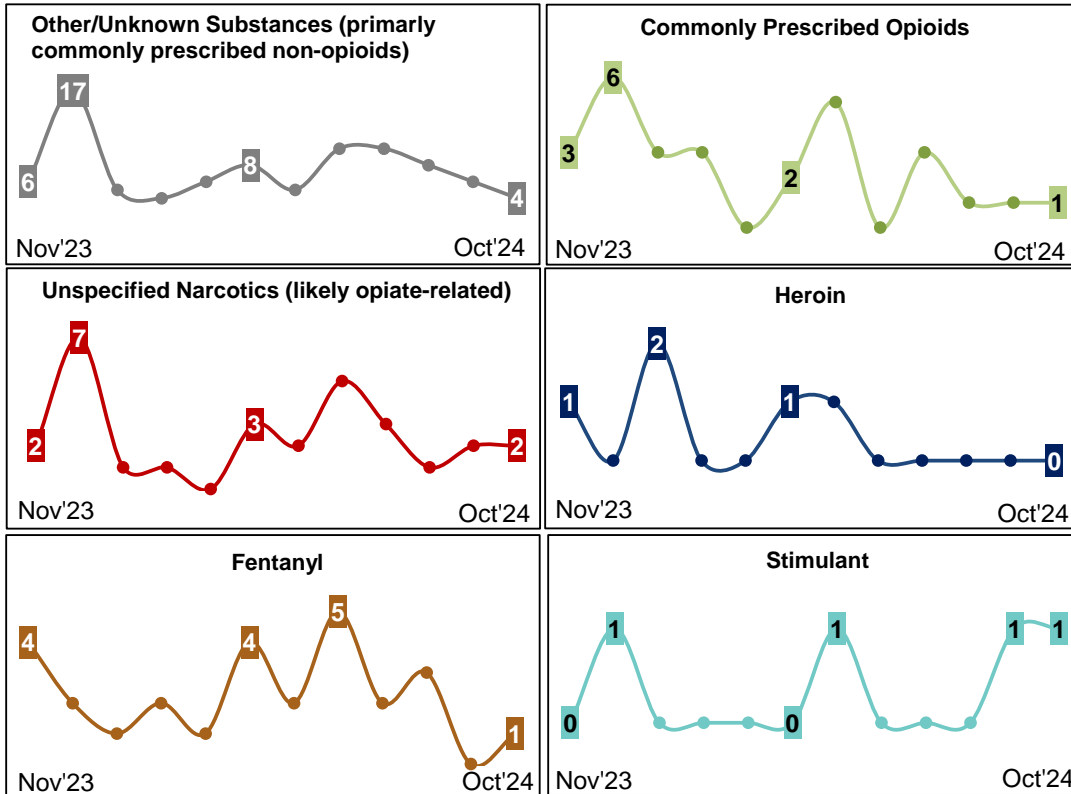 Other/Unknown Substances (primarly
commonly prescribed non-opioids)
17
6
8
4
Nov'23
Oct'24
Commonly Prescribed Opioids
6
3
2
1
Nov'23
Oct'24
Unspecified Narcotics (likely opiate-related)
7
2
3
2
Nov'23
Oct'24
Heroin
1
2
1
0
Nov'23
Oct'24
Fentanyl
4
4
5
1
Nov'23
Oct'24
Stimulant
0
1
0
1
1
1
Nov'23
Oct'24